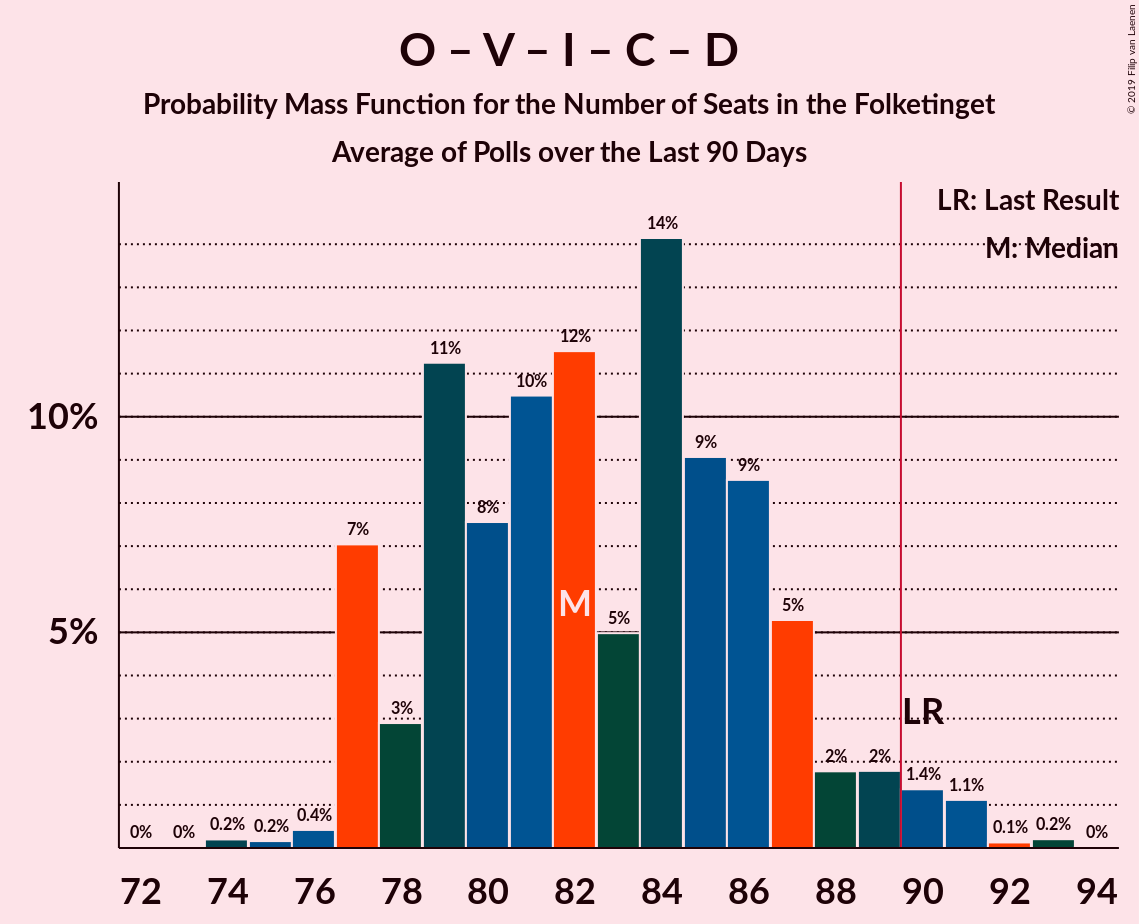 O – V – I – C – D
Probability Mass Function for the Number of Seats in the Folketinget
Average of Polls over the Last 90 Days
© 2019 Filip van Laenen
LR: Last Result
M: Median
14%
12%
11%
10%
10%
9%
9%
8%
7%
M
5%
5%
5%
3%
LR
2%
2%
1.4%
1.1%
0.4%
0.2%
0.2%
0.1%
0.2%
0%
0%
0%
72 74 76 78 80 82 84 86 88 90 92 94